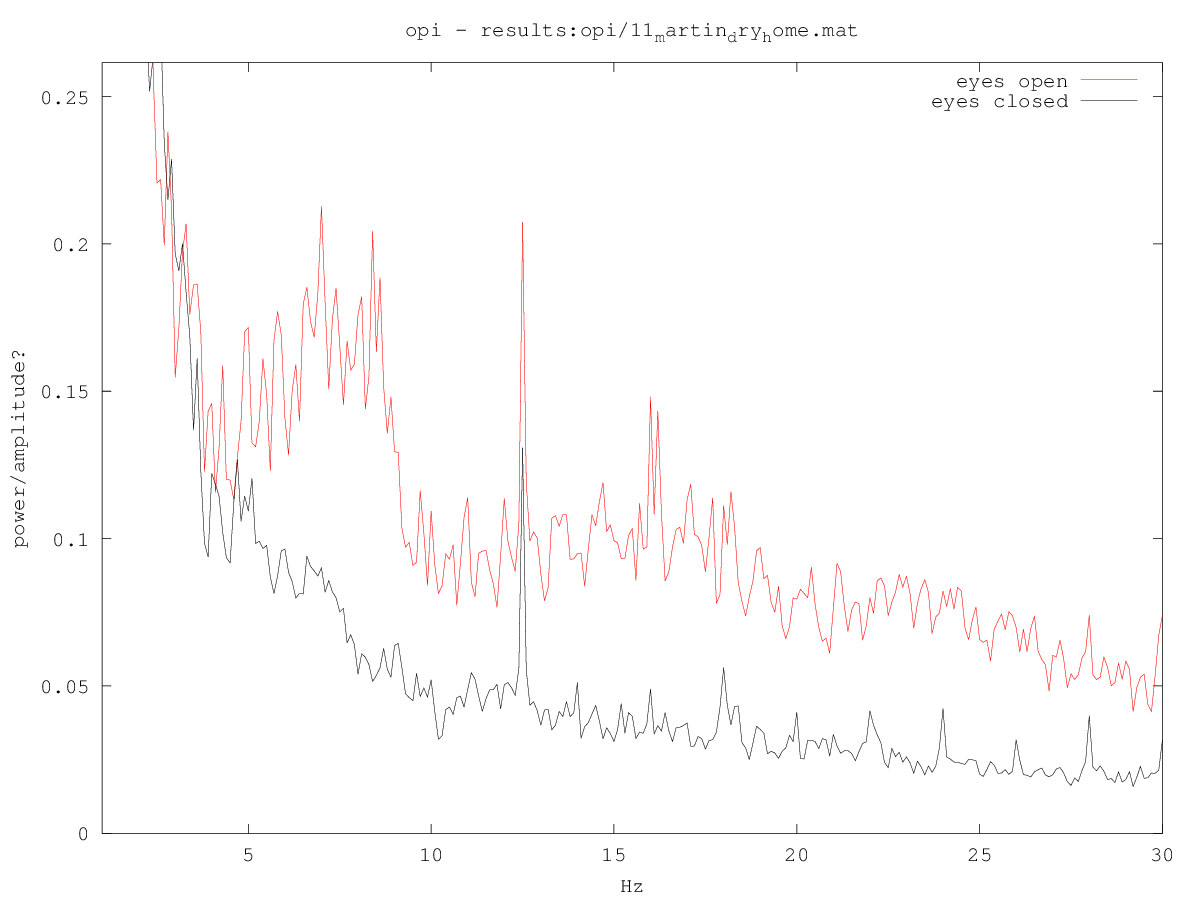 opi - results:opi/11martindryhome.mat
eyes open
eyes closed
0.25
0.2
0.15
0.1
0.05
0
power/amplitude?
5 10 15 20 25 30
Hz